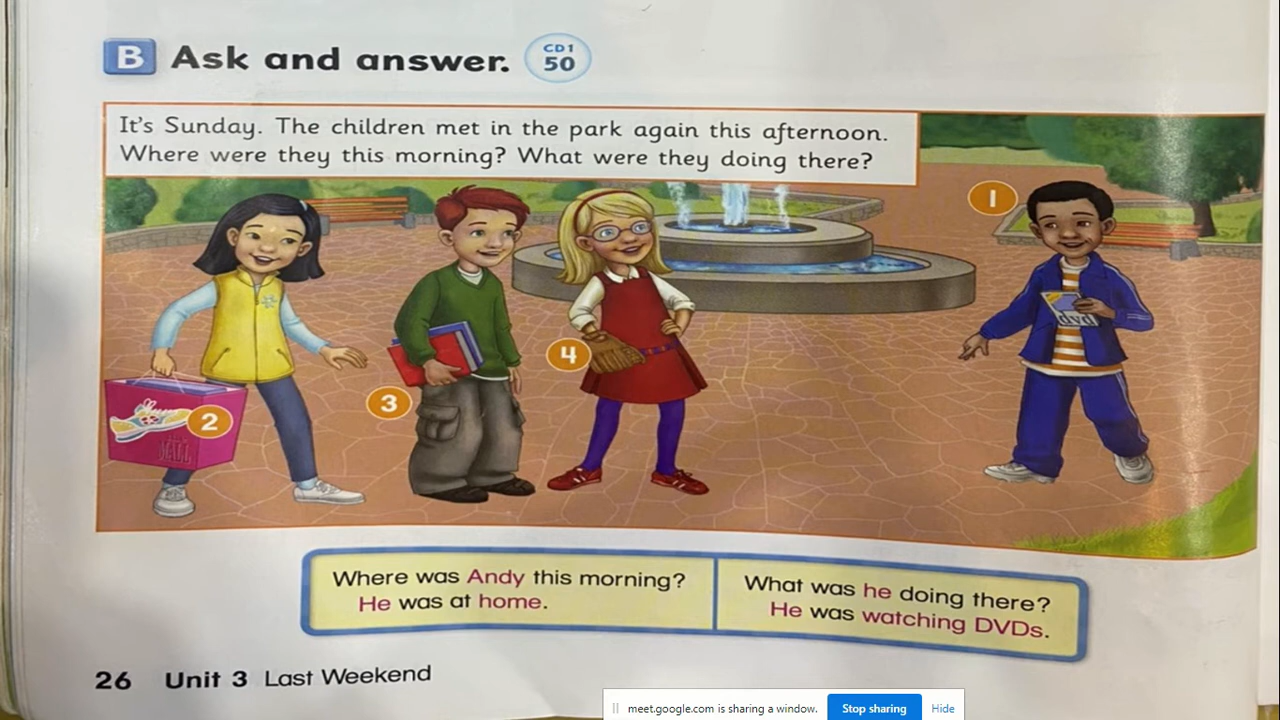 B Ask and answer. CD1 50
It's Sunday. The children met in the park again this afternoon.
Where were they this morning? What were they doing there?
1
dvd
4
3
2
MALL
Where was Andy this morning?
He was at home.
What was he doing there?
He was watching DVDs.
26 Unit 3 Last Weekend
meet.google.com is sharing a window. Stop sharing Hide